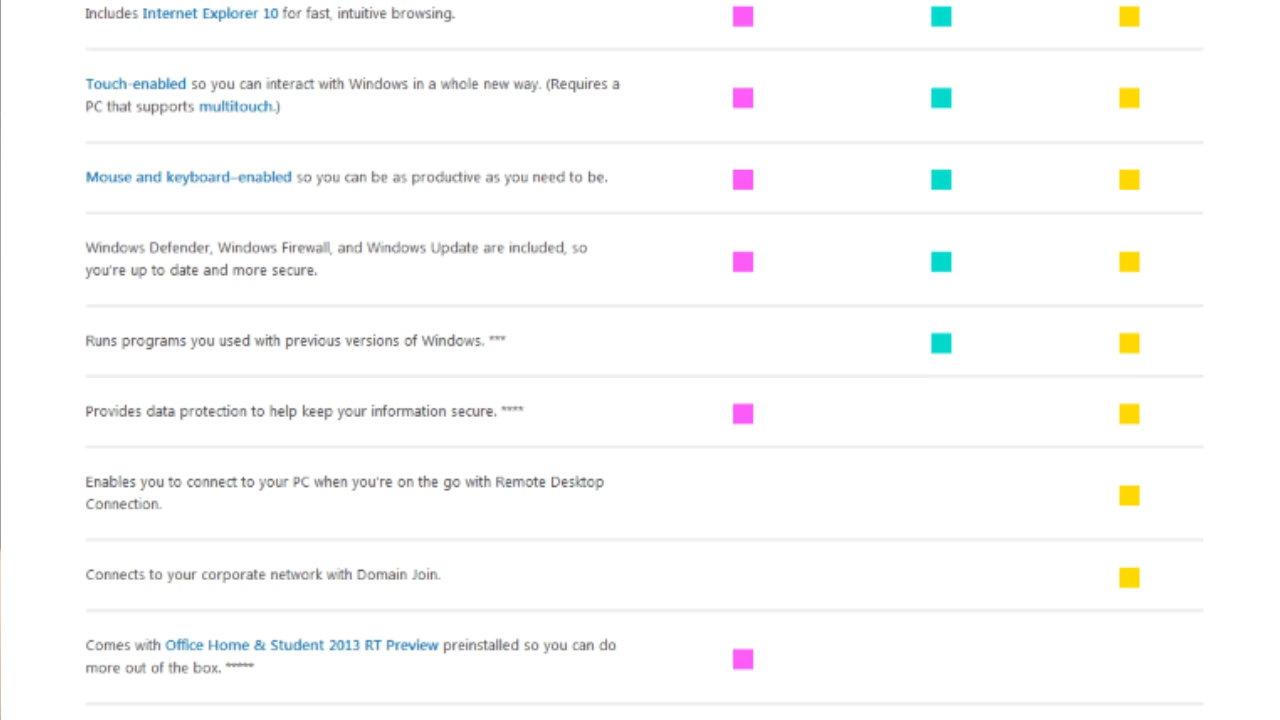 Includes Internet Explorer 10 for fast, intuitive browsing.
Touch-enabled so you can interact with Windows in a whole new way. (Requires a
PC that supports multitouch.)
Mouse and keyboard–enabled so you can be as productive as you need to be.
Windows Defender, Windows Firewall, and Windows Update are included, so
you're up to date and more secure.
Runs programs you used with previous versions of Windows. ***
Provides data protection to help keep your information secure. ****
Enables you to connect to your PC when you're on the go with Remote Desktop
Connection.
Connects to your corporate network with Domain Join.
Comes with Office Home & Student 2013 RT Preview preinstalled so you can do
more out of the box. *****